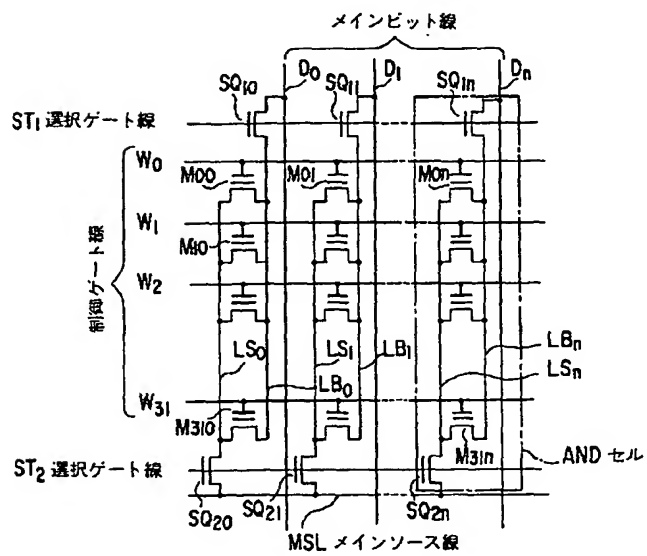 メインビット線
D0 D1 Dn
SQ10 SQ11 SQ1n
ST1 選択ゲート線
W0
M00 M01 M0n
W1
M10
制御ゲート線
W2
LS0 LS1 LB1 LBn
LB0 LSn
W31
M310 M31n
ANDセル
ST2 選択ゲート線
SQ20 SQ21 SQ2n
MSL メインソース線